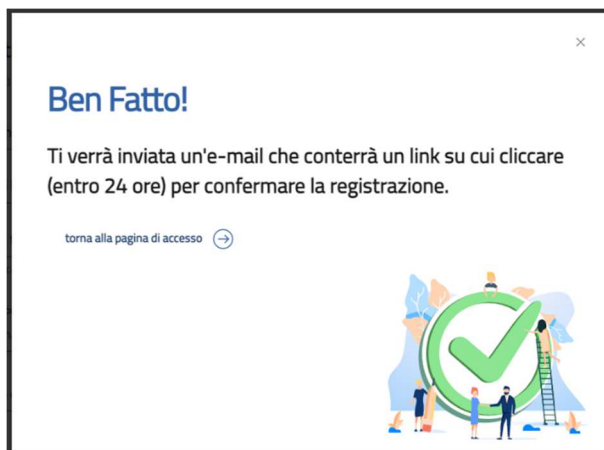 Ben Fatto!
Ti verrà inviata un'e-mail che conterrà un link su cui cliccare
(entro 24 ore) per confermare la registrazione.
torna alla pagina di accesso